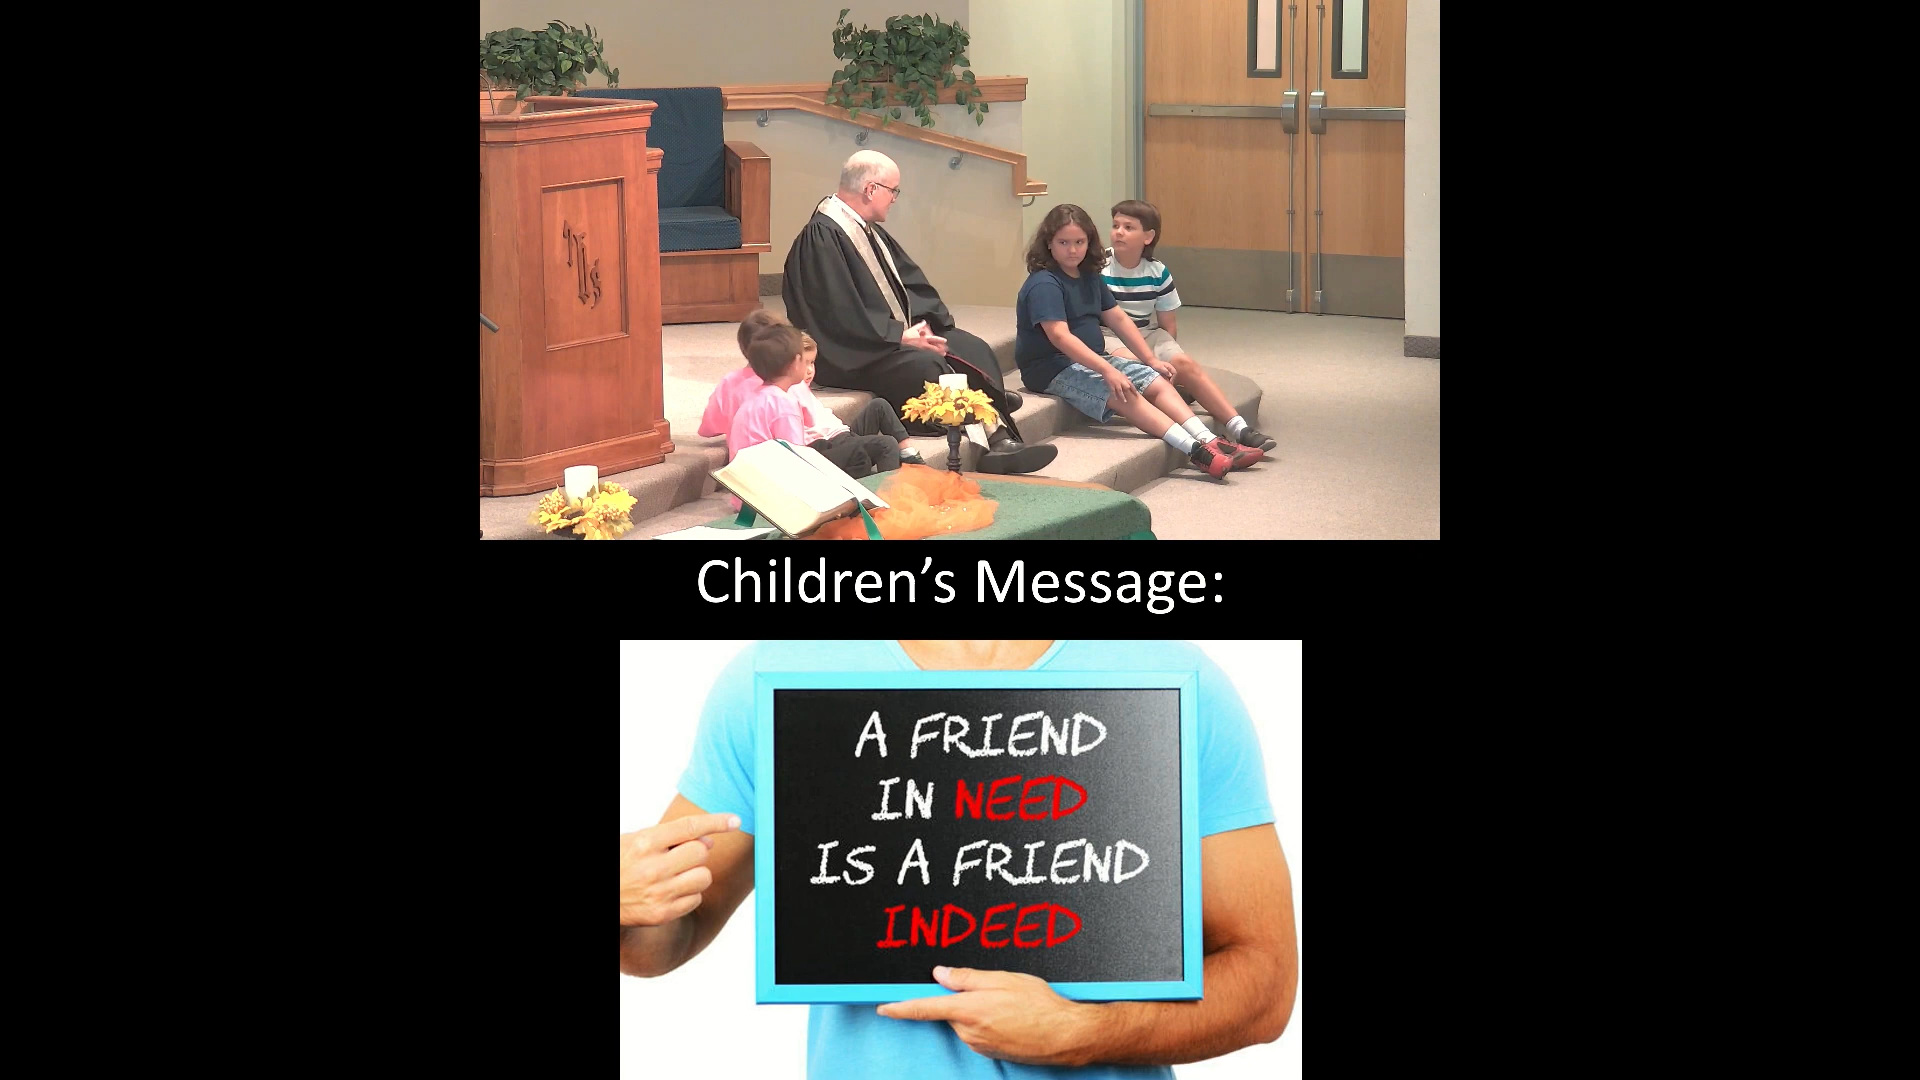 Children’s Message:
A FRIEND
IN NEED
IS A FRIEND
INDEED